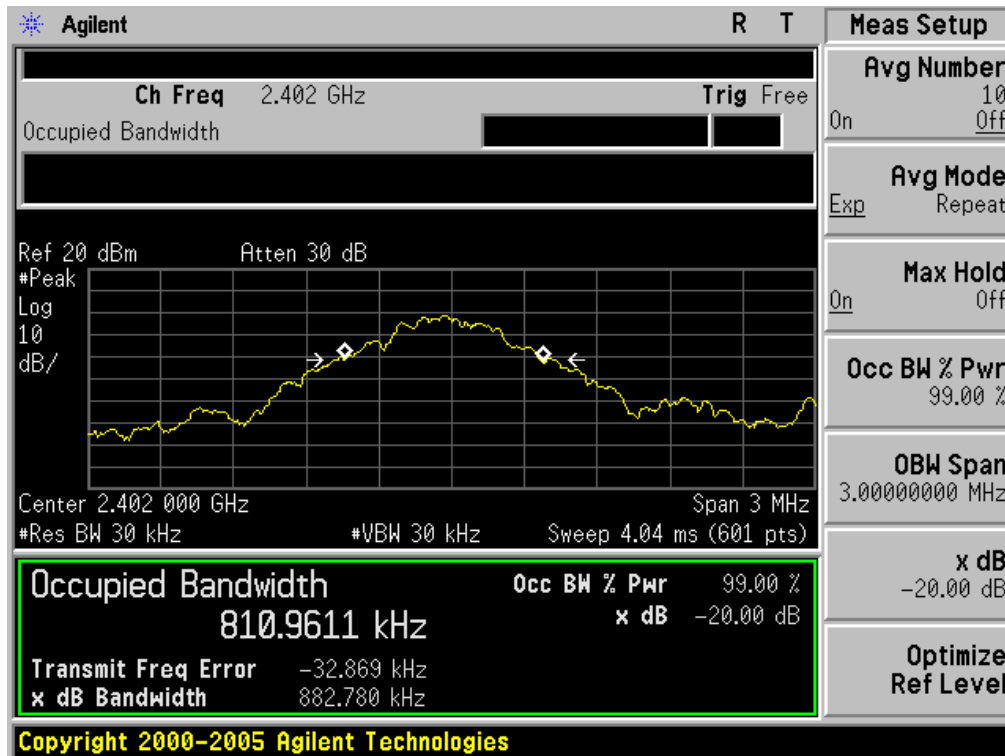 Agilent R T
Ch Freq 2.402 GHz Trig Free
Occupied Bandwidth
Ref 20 dBm Atten 30 dB
#Peak
Log
10
dB/
Center 2.402 000 GHz Span 3 MHz
#Res BW 30 kHz #VBW 30 kHz Sweep 4.04 ms (601 pts)
Occupied Bandwidth Occ BW % Pwr 99.00 %
810.9611 kHz x dB -20.00 dB
Transmit Freq Error -32.869 kHz
x dB Bandwidth 882.780 kHz
Copyright 2000-2005 Agilent Technologies
Meas Setup
Avg Number
10
On Off
Avg Mode
Exp Repeat
Max Hold
On Off
Occ BW % Pwr
99.00 %
OBW Span
3.00000000 MHz
x dB
-20.00 dB
Optimize
Ref Level